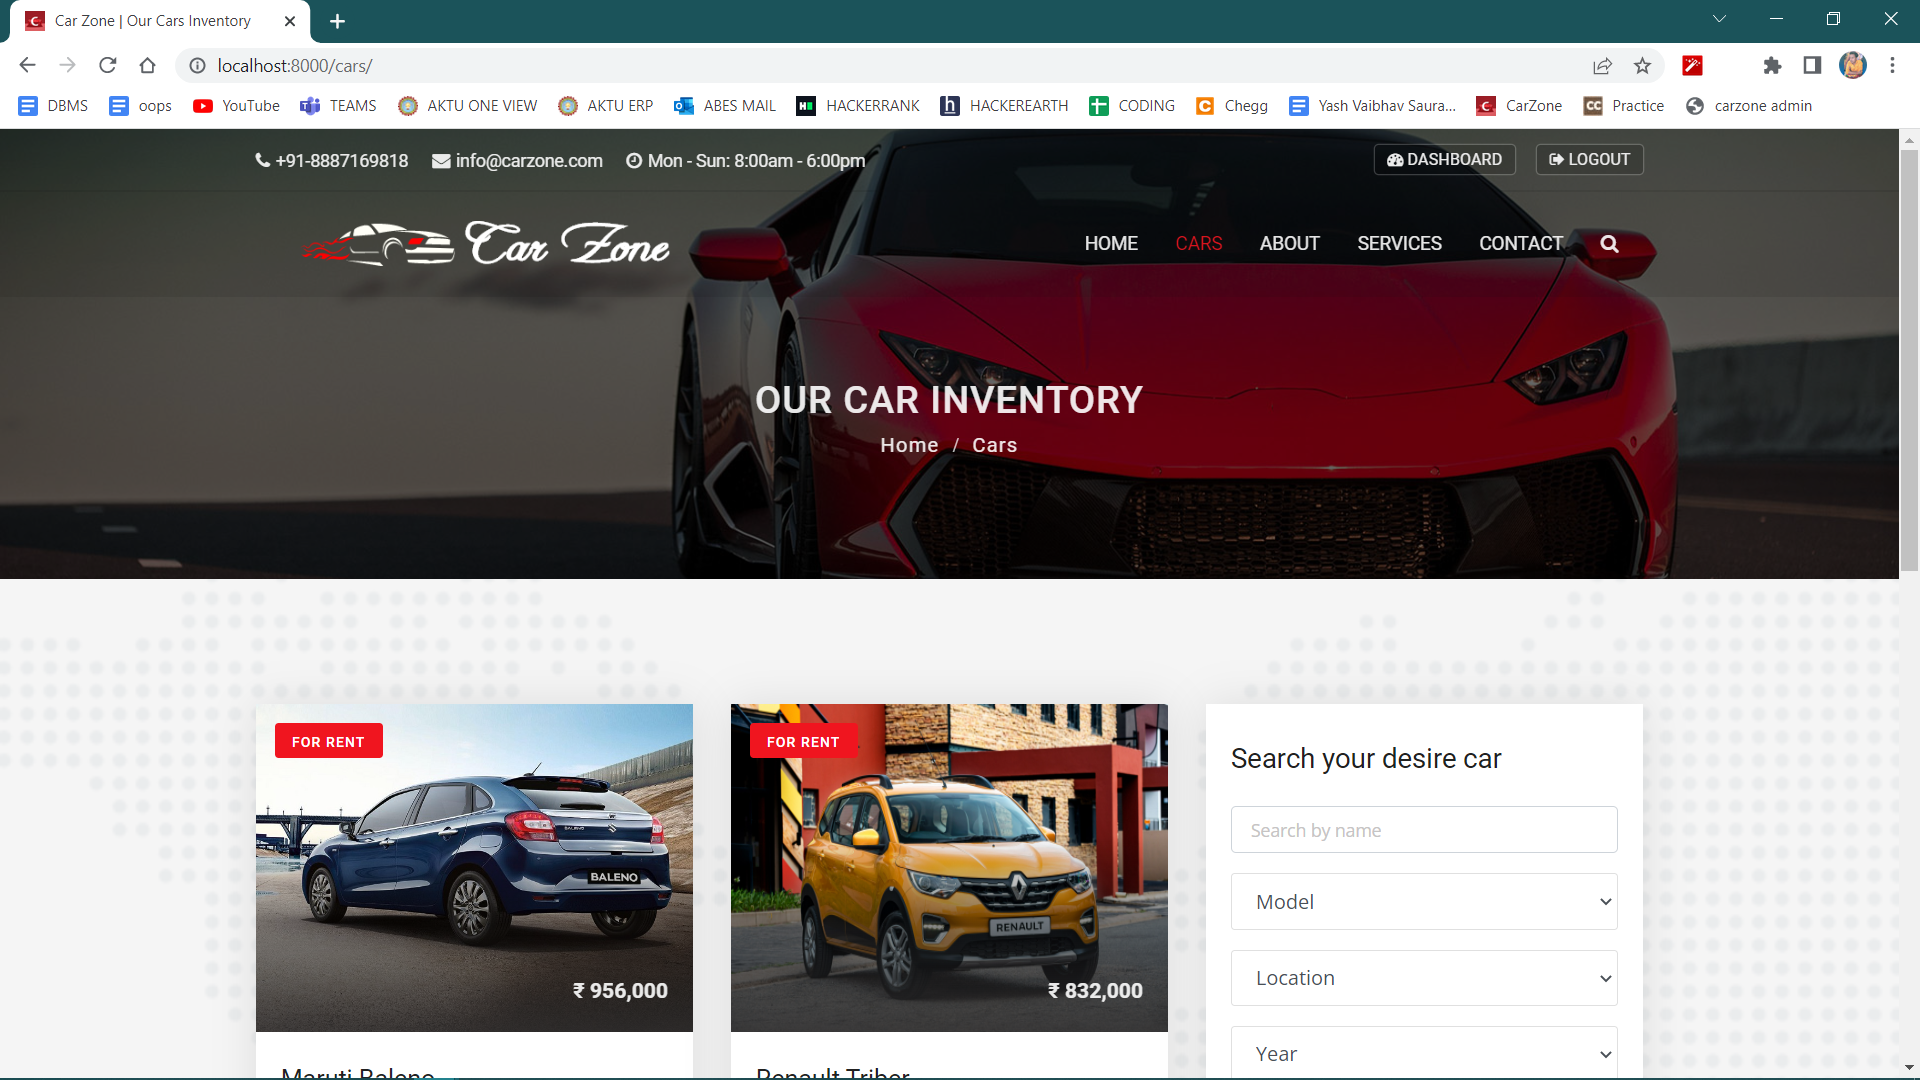 Car Zone | Our Cars Inventory
localhost:8000/cars/
DBMS oops YouTube TEAMS AKTU ONE VIEW AKTU ERP ABES MAIL HACKERRANK HACKEREARTH CODING Chegg Yash Vaibhav Saura... CarZone Practice carzone admin
+91-8887169818 info@carzone.com Mon - Sun: 8:00am - 6:00pm DASHBOARD LOGOUT
Car Zone HOME CARS ABOUT SERVICES CONTACT
OUR CAR INVENTORY
Home / Cars
FOR RENT
BALENO
BALENO
₹ 956,000
Maruti Baleno
FOR RENT
RENAULT
₹ 832,000
Renault Triber
Search your desire car
Search by name
Model
Location
Year